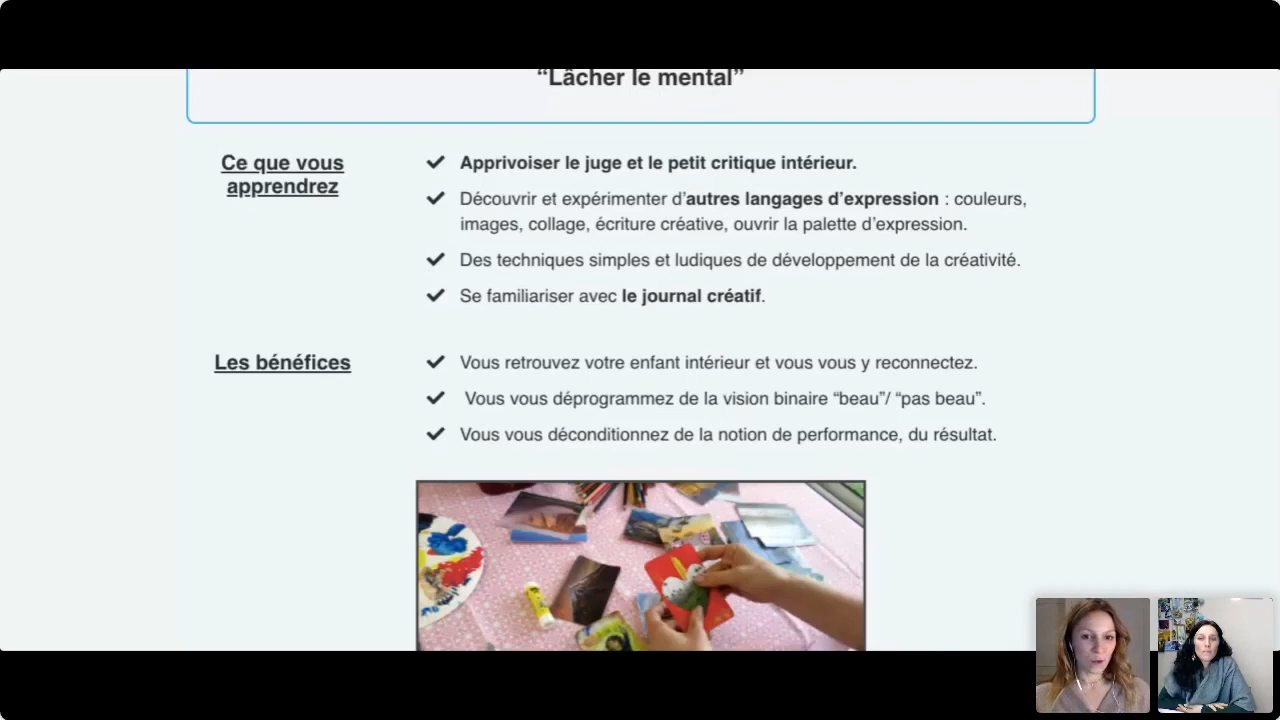 “Lâcher le mental”
Ce que vous
apprendrez
Apprivoiser le juge et le petit critique intérieur.
Découvrir et expérimenter d’autres langages d’expression : couleurs,
images, collage, écriture créative, ouvrir la palette d’expression.
Des techniques simples et ludiques de développement de la créativité.
Se familiariser avec le journal créatif.
Les bénéfices
Vous retrouvez votre enfant intérieur et vous vous y reconnectez.
Vous vous déprogrammez de la vision binaire “beau”/ “pas beau”.
Vous vous déconditionnez de la notion de performance, du résultat.